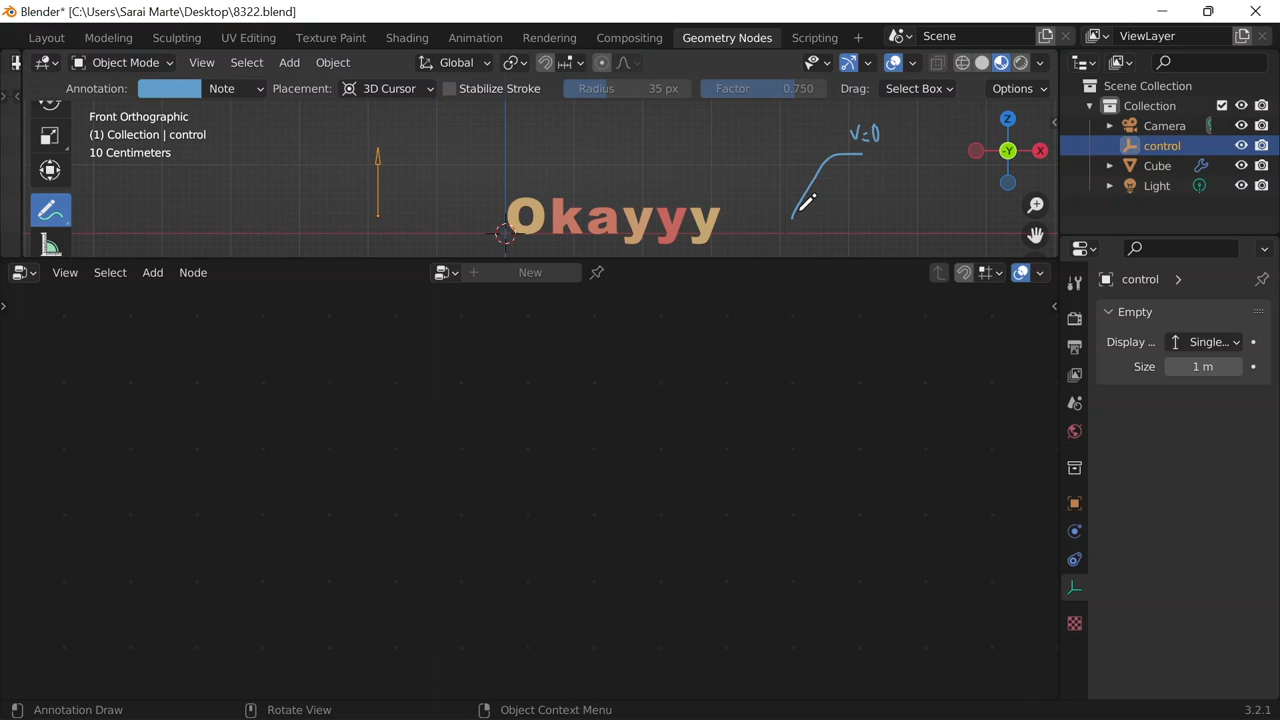 Blender* [C:\Users\Sarai Marte\Desktop\8322.blend]
Layout Modeling Sculpting UV Editing Texture Paint Shading Animation Rendering Compositing Geometry Nodes Scripting + Scene ViewLayer
Object Mode View Select Add Object Global
Annotation: Note Placement: 3D Cursor Stabilize Stroke Radius 35 px Factor 0.750 Drag: Select Box Options
Front Orthographic
(1) Collection | control
10 Centimeters
v=0
Z
-Y
X
Okayyy
Scene Collection
Collection
Camera
control
Cube
Light
View Select Add Node + New
control
Empty
Display ... Single...
Size 1 m
Annotation Draw Rotate View Object Context Menu 3.2.1